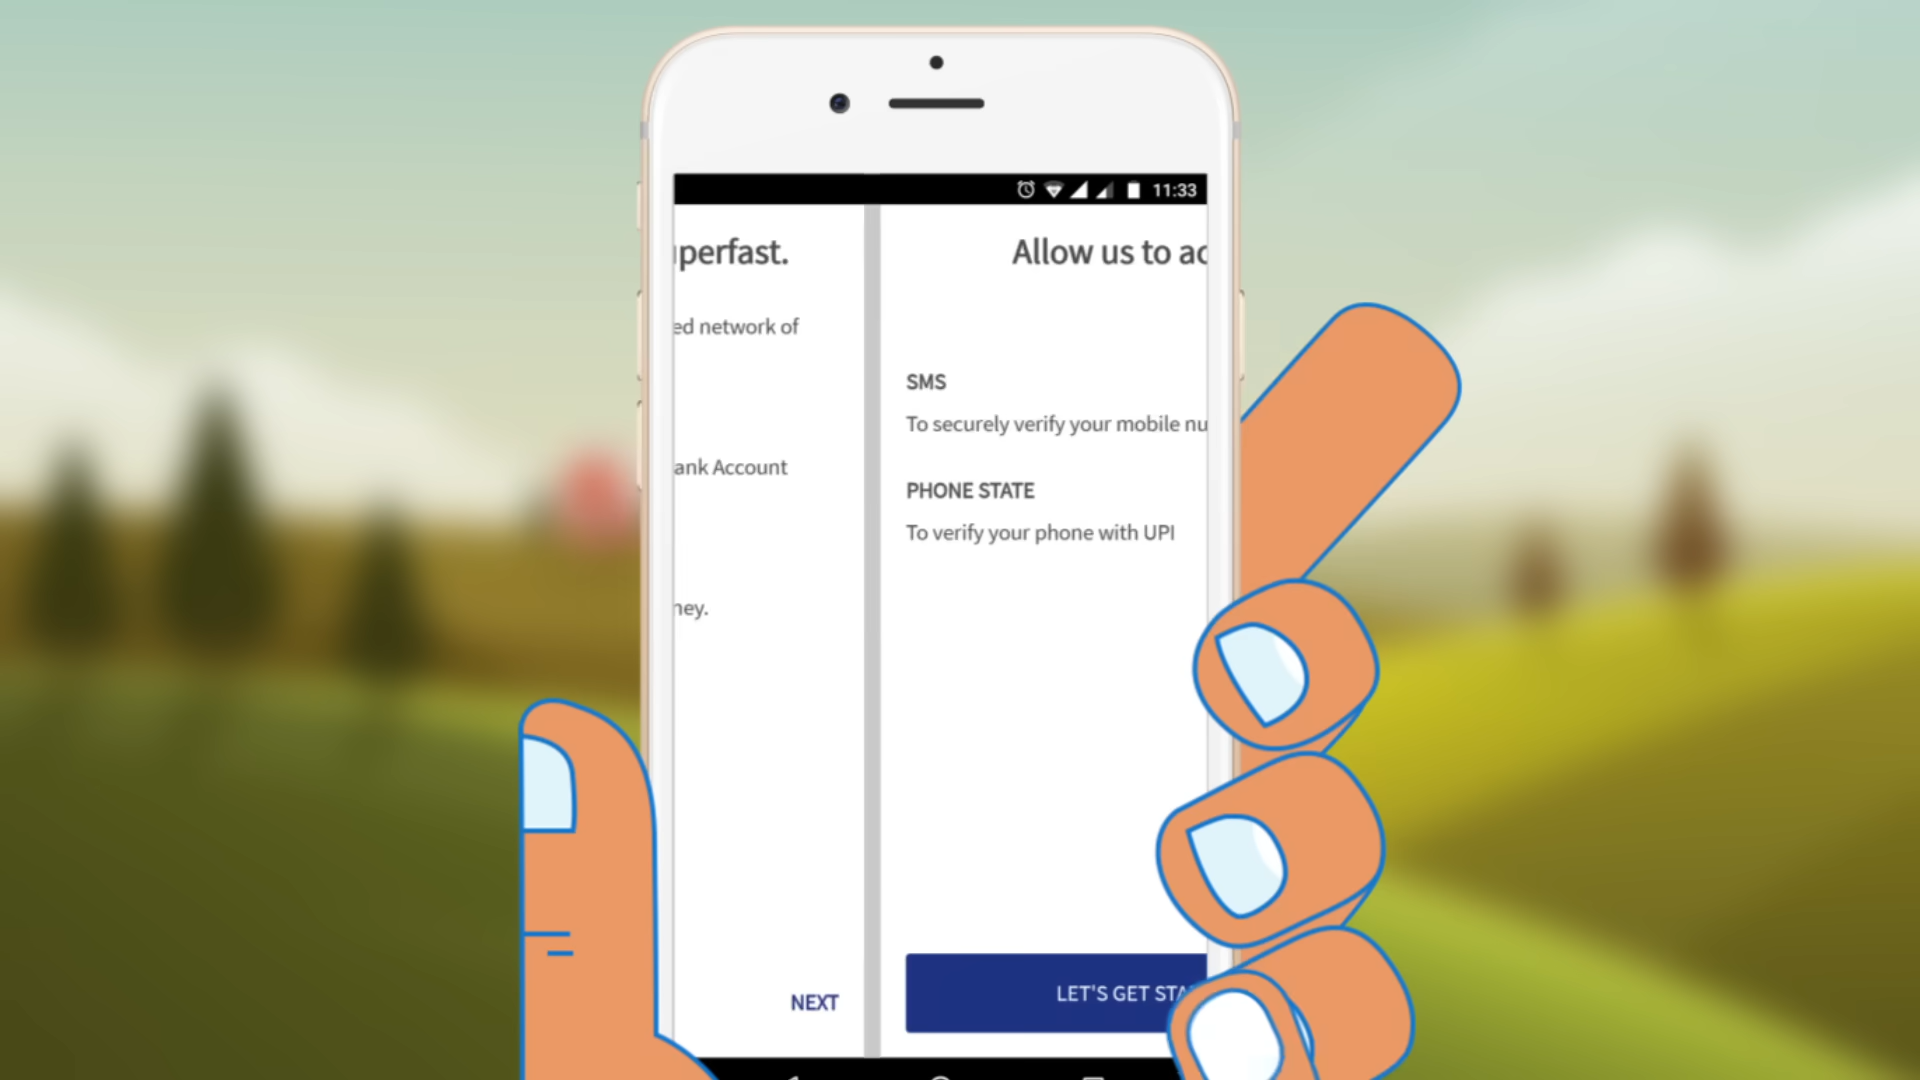 11:33
perfast.
ed network of
ank Account
ney.
NEXT
Allow us to ac
SMS
To securely verify your mobile nu
PHONE STATE
To verify your phone with UPI
LET'S GET STA